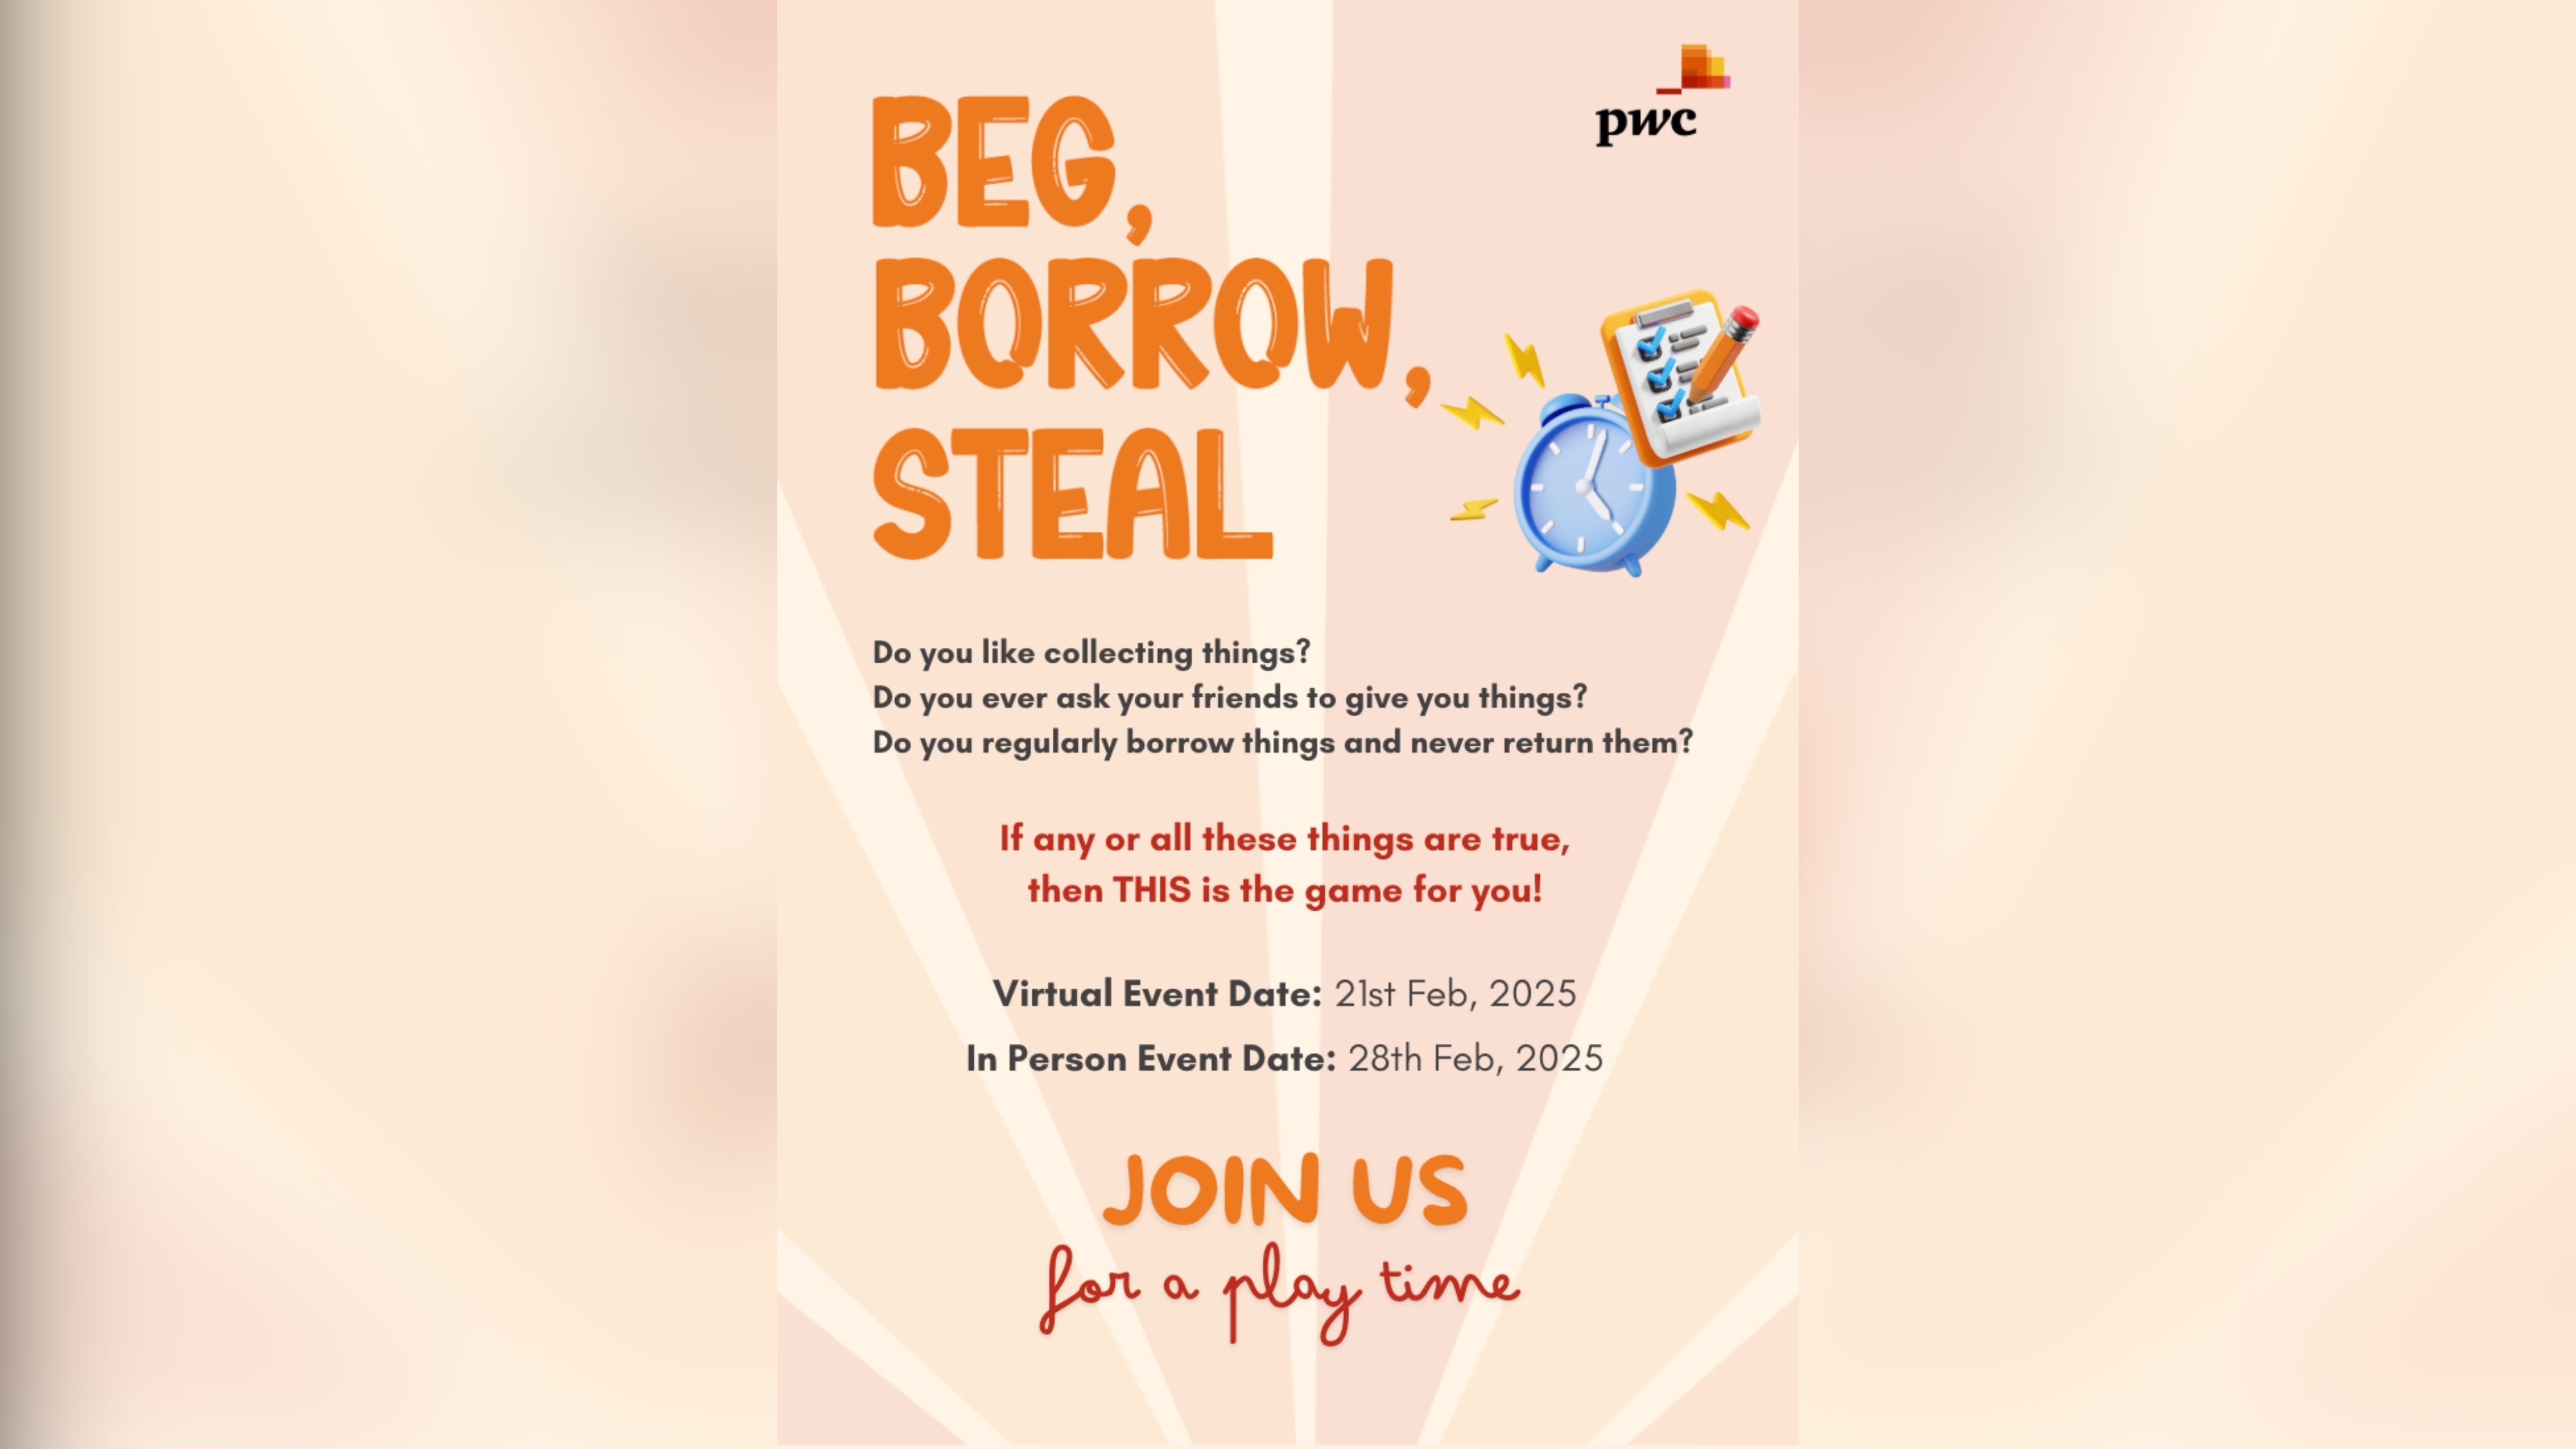 pwc
BEG,
BORROW,
STEAL
Do you like collecting things?
Do you ever ask your friends to give you things?
Do you regularly borrow things and never return them?
If any or all these things are true,
then THIS is the game for you!
Virtual Event Date: 21st Feb, 2025
In Person Event Date: 28th Feb, 2025
JOIN US
for a play time